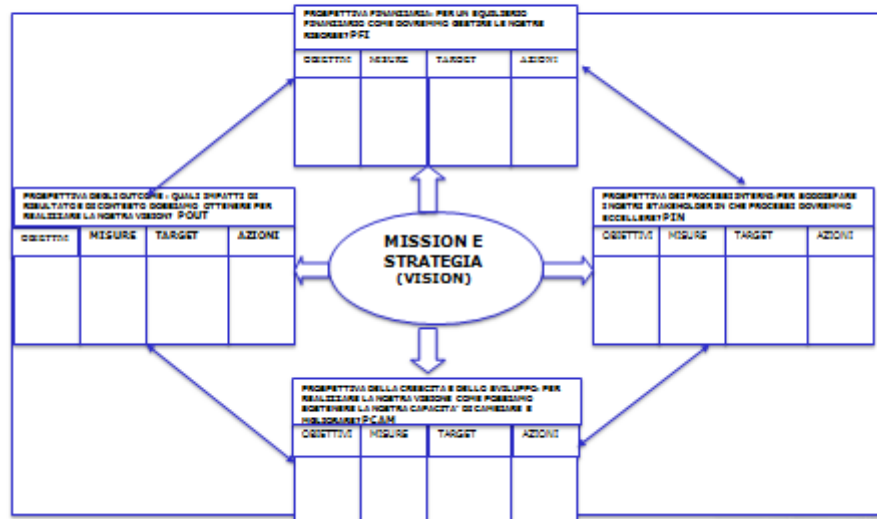 PROSPETTIVA FINANZIARIA: PER UN EQUILIBRIO
FINANZIARIO COME DOVREMMO GESTIRE LE NOSTRE
RISORSE? PFI
OBIETTIVI MISURE TARGET AZIONI
PROSPETTIVA DEGLI OUTCOME: QUALI IMPATTI DI
RISULTATO E DI CONTESTO DOBBIAMO OTTENERE PER
REALIZZARE LA NOSTRA VISION? POUT
OBIETTIVI MISURE TARGET AZIONI
MISSION E
STRATEGIA
(VISION)
PROSPETTIVA DEI PROCESSI INTERNI: PER SODDISFARE
I NOSTRI STAKEHOLDER IN CHE PROCESSI DOVREMMO
ECCELLERE? PIN
OBIETTIVI MISURE TARGET AZIONI
PROSPETTIVA DELLA CRESCITA E DELLO SVILUPPO: PER
REALIZZARE LA NOSTRA VISIONE COME POSSIAMO
SOSTENERE LA NOSTRA CAPACITA' DI CAMBIARE E
MIGLIORARE? PCAM
OBIETTIVI MISURE TARGET AZIONI